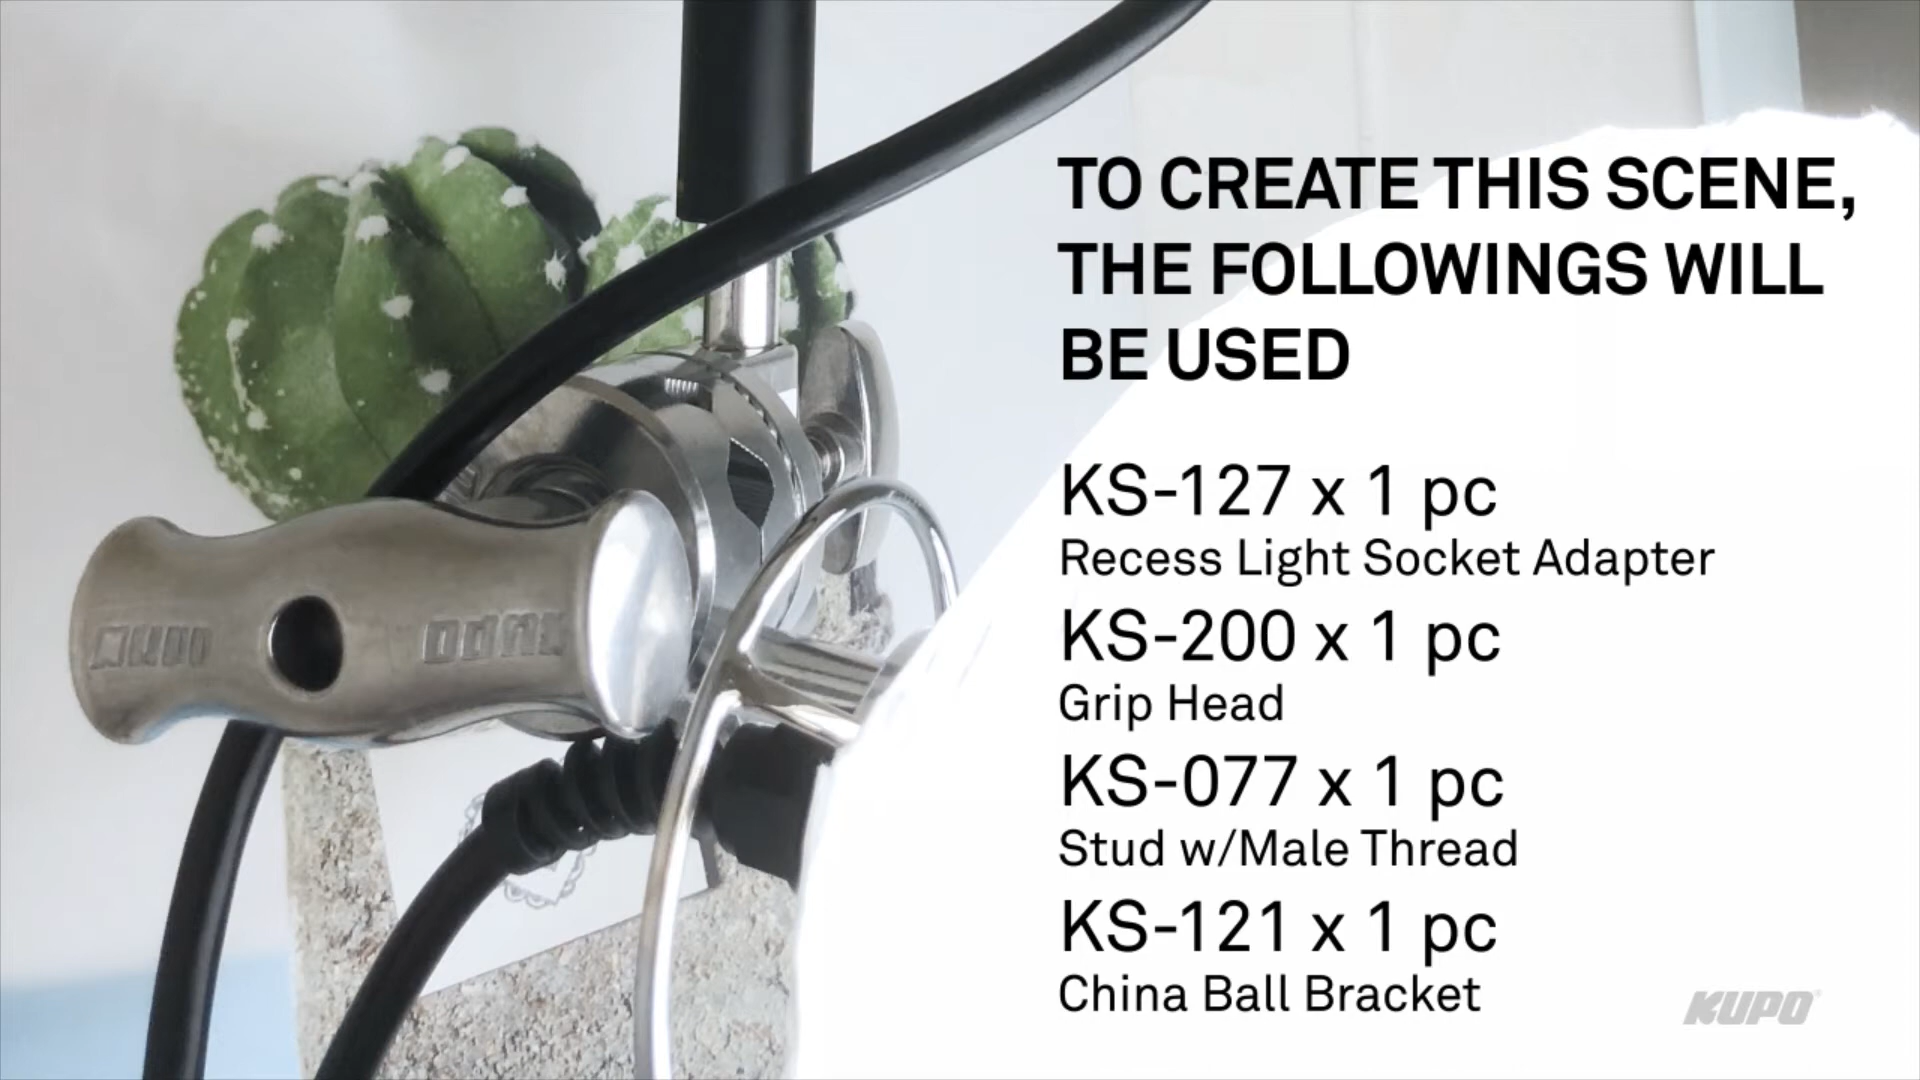 TO CREATE THIS SCENE,
THE FOLLOWINGS WILL
BE USED
KS-127 x 1 pc
Recess Light Socket Adapter
KS-200 x 1 pc
Grip Head
KS-077 x 1 pc
Stud w/Male Thread
KS-121 x 1 pc
China Ball Bracket
KUPO®
KUPO
KUPO